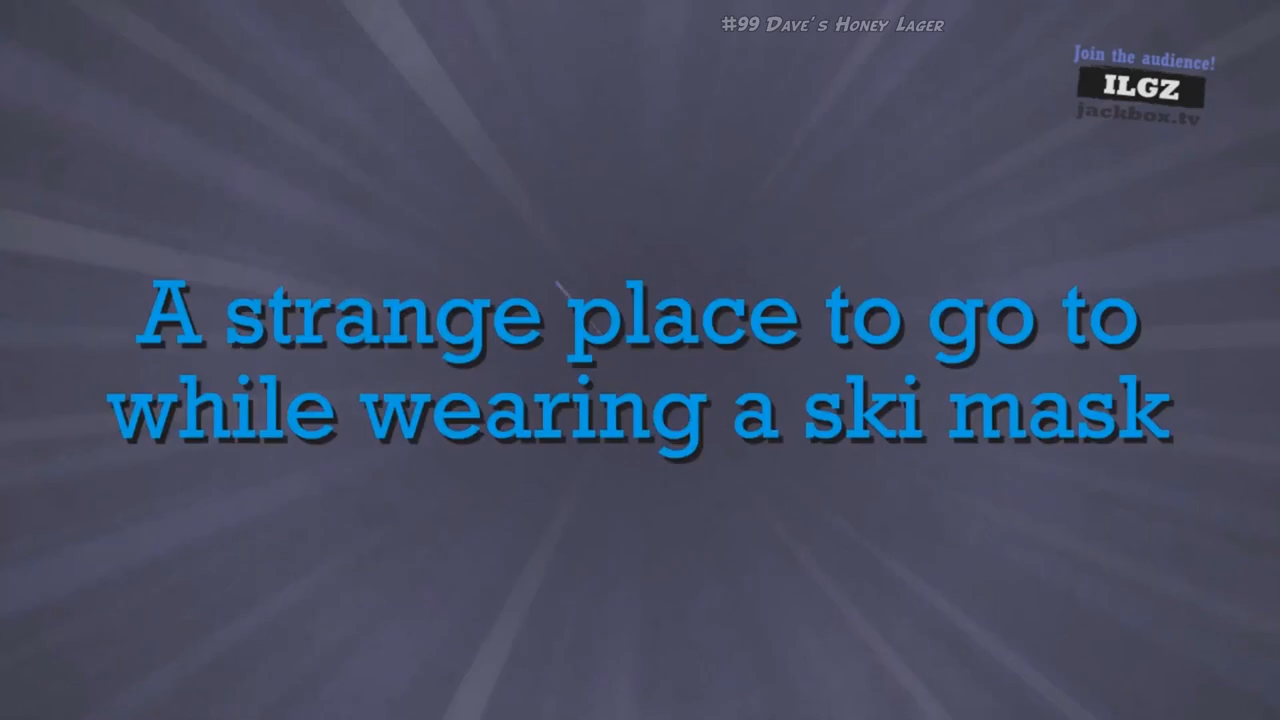 #99 Dave's Honey Lager
Join the audience!
ILGZ
jackbox.tv
A strange place to go to
while wearing a ski mask